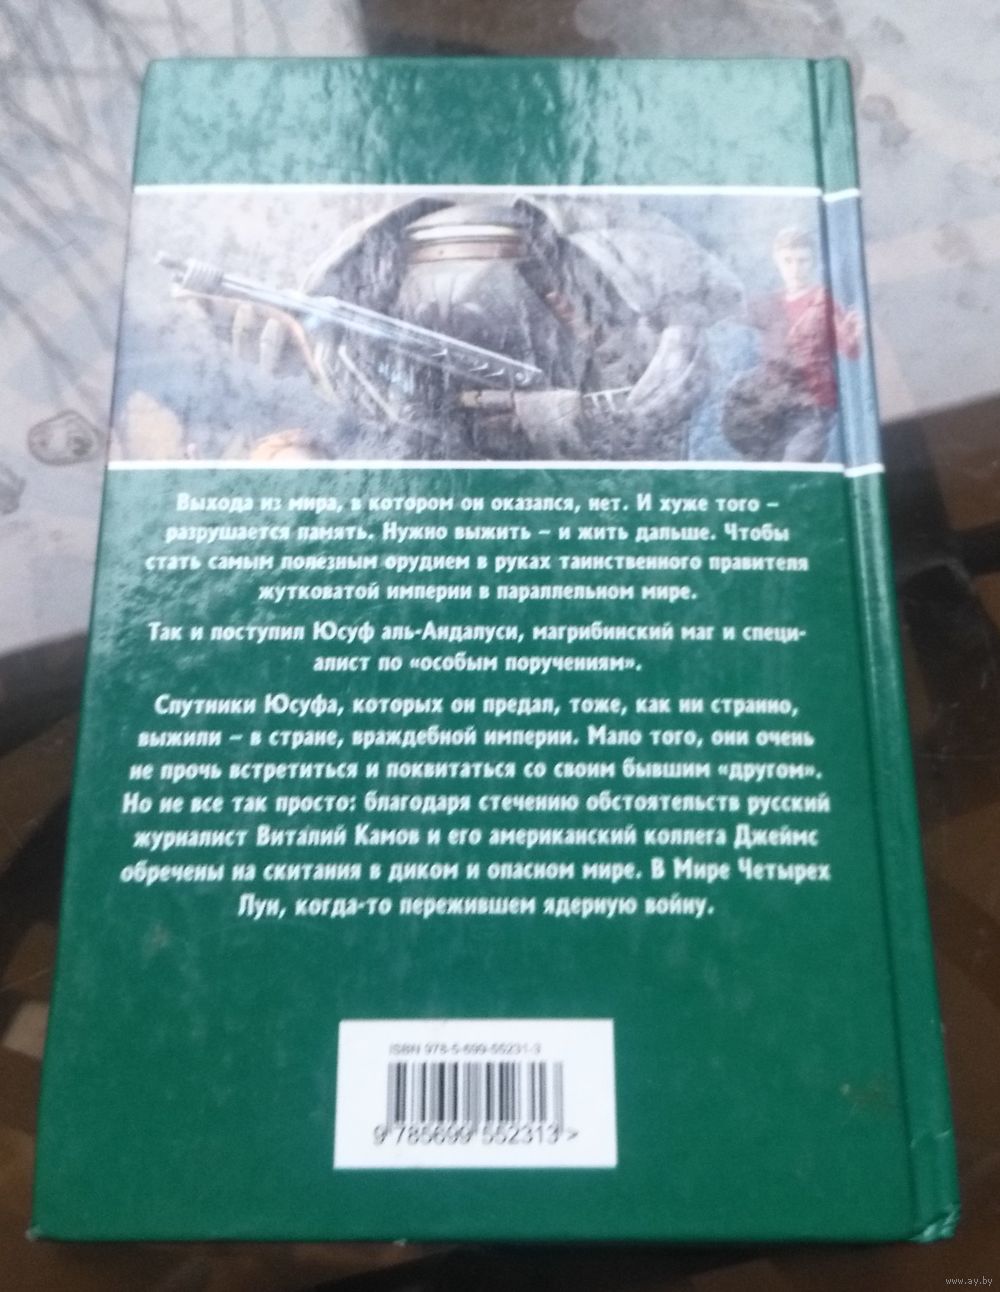 Выхода из мира, в котором он оказался, нет. И хуже того –
разрушается память. Нужно выжить – и жить дальше. Чтобы
стать самым полезным орудием в руках таинственного правителя
жутковатой империи в параллельном мире.
Так и поступил Юсуф аль-Андалуси, магрибинский маг и специ-
алист по «особым поручениям».
Спутники Юсуфа, которых он предал, тоже, как ни странно,
выжили – в стране, враждебной империи. Мало того, они очень
не прочь встретиться и поквитаться со своим бывшим «другом».
Но не все так просто: благодаря стечению обстоятельств русский
журналист Виталий Камов и его американский коллега Джеймс
обречены на скитания в диком и опасном мире. В Мире Четырех
Лун, когда-то пережившем ядерную войну.
ISBN 978-5-699-55231-3
9 785699 552313 >
www.ay.by